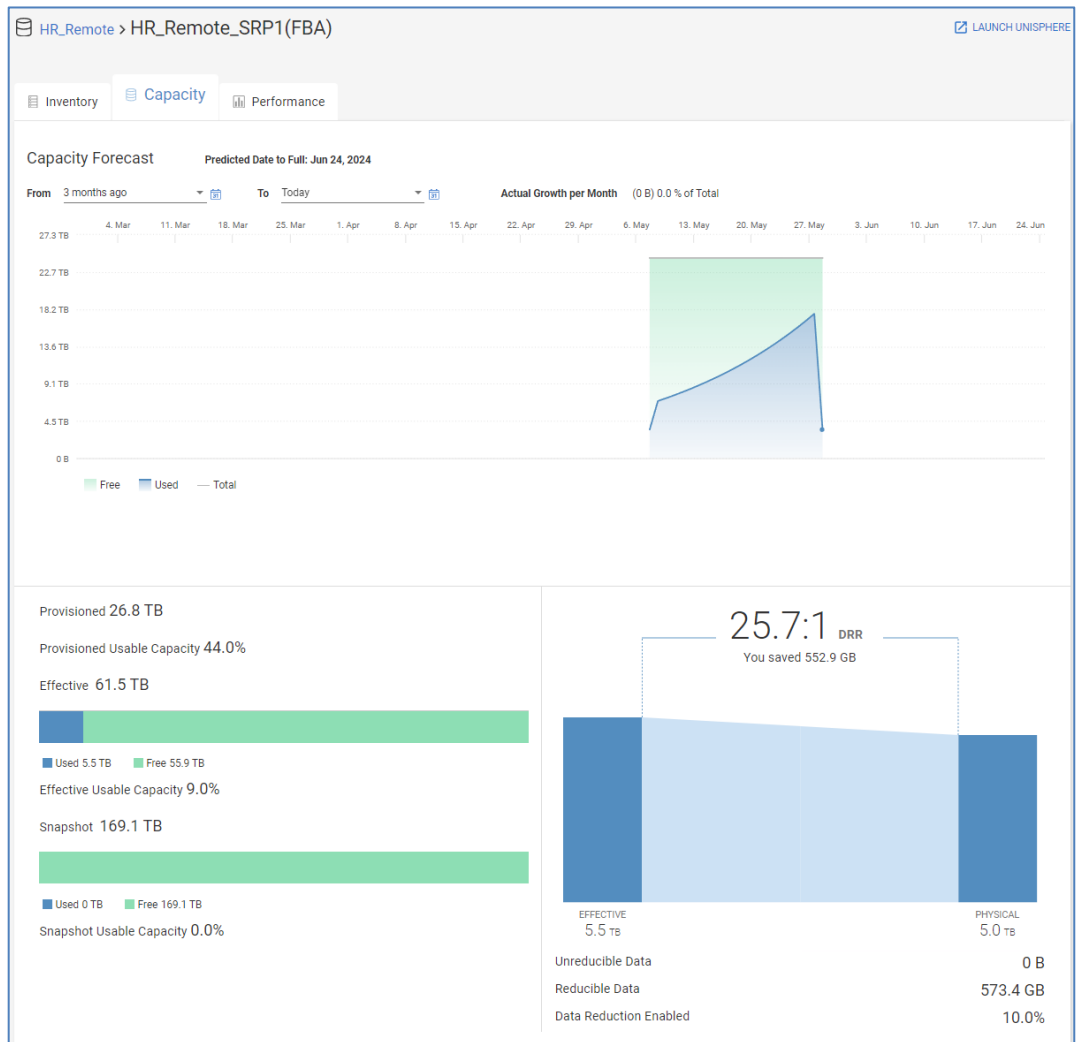 HR_Remote > HR_Remote_SRP1(FBA)
LAUNCH UNISPHERE
Inventory
Capacity
Performance
Capacity Forecast
Predicted Date to Full: Jun 24, 2024
From 3 months ago To Today
Actual Growth per Month (0 B) 0.0 % of Total
4. Mar 11. Mar 18. Mar 25. Mar 1. Apr 8. Apr 15. Apr 22. Apr 29. Apr 6. May 13. May 20. May 27. May 3. Jun 10. Jun 17. Jun 24. Jun
27.3 TB
22.7 TB
18.2 TB
13.6 TB
9.1 TB
4.5 TB
0 B
Free Used Total
Provisioned 26.8 TB
Provisioned Usable Capacity 44.0%
Effective 61.5 TB
Used 5.5 TB Free 55.9 TB
Effective Usable Capacity 9.0%
Snapshot 169.1 TB
Used 0 TB Free 169.1 TB
Snapshot Usable Capacity 0.0%
25.7:1 DRR
You saved 552.9 GB
EFFECTIVE
5.5 TB
PHYSICAL
5.0 TB
Unreducible Data 0 B
Reducible Data 573.4 GB
Data Reduction Enabled 10.0%